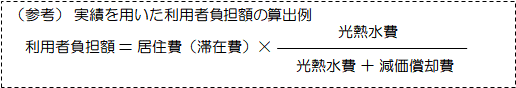 （参考） 実績を用いた利用者負担額の算出例
光熱水費
利用者負担額 ＝ 居住費（滞在費）×
光熱水費 ＋ 減価償却費